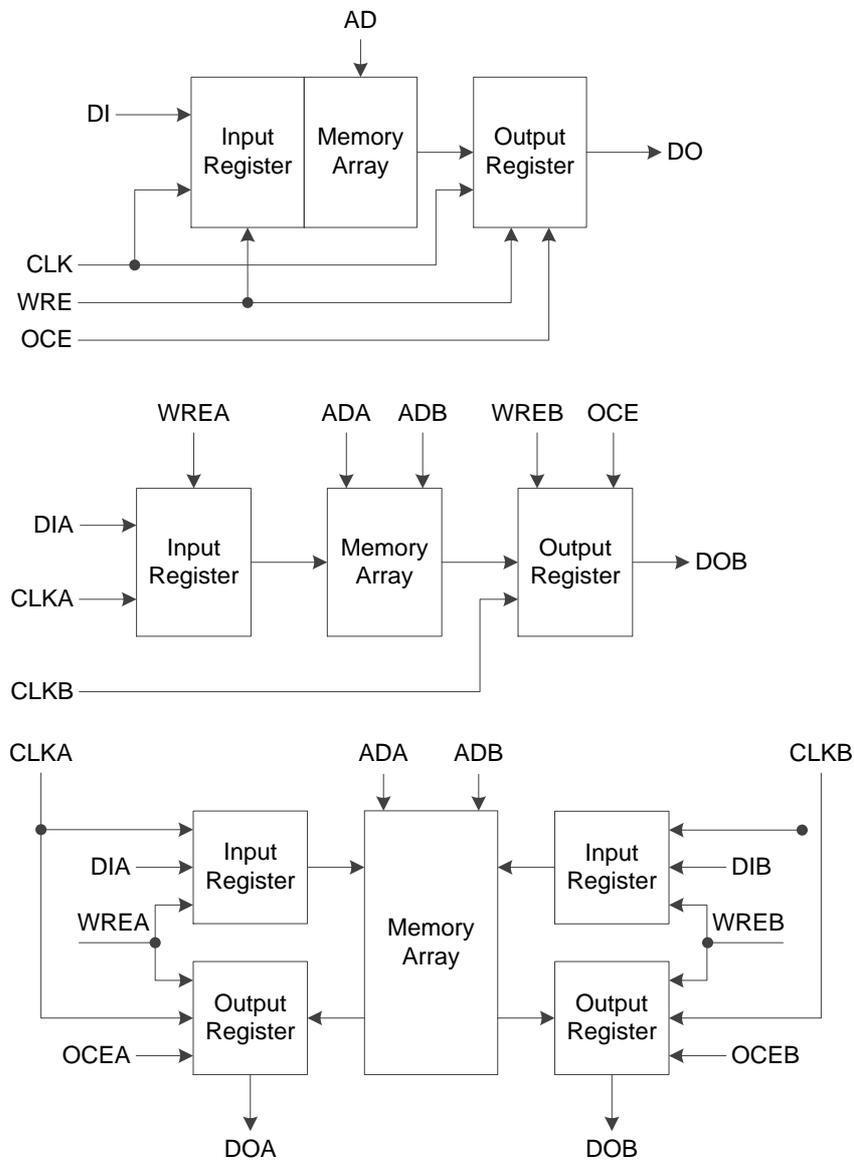 AD
DI
Input
Register
Memory
Array
Output
Register
DO
CLK
WRE
OCE
WREA
ADA
ADB
WREB
OCE
DIA
Input
Register
Memory
Array
Output
Register
DOB
CLKA
CLKB
CLKA
ADA
ADB
CLKB
Input
Register
Input
Register
DIA
DIB
WREA
Memory
Array
WREB
Output
Register
Output
Register
OCEA
OCEB
DOA
DOB